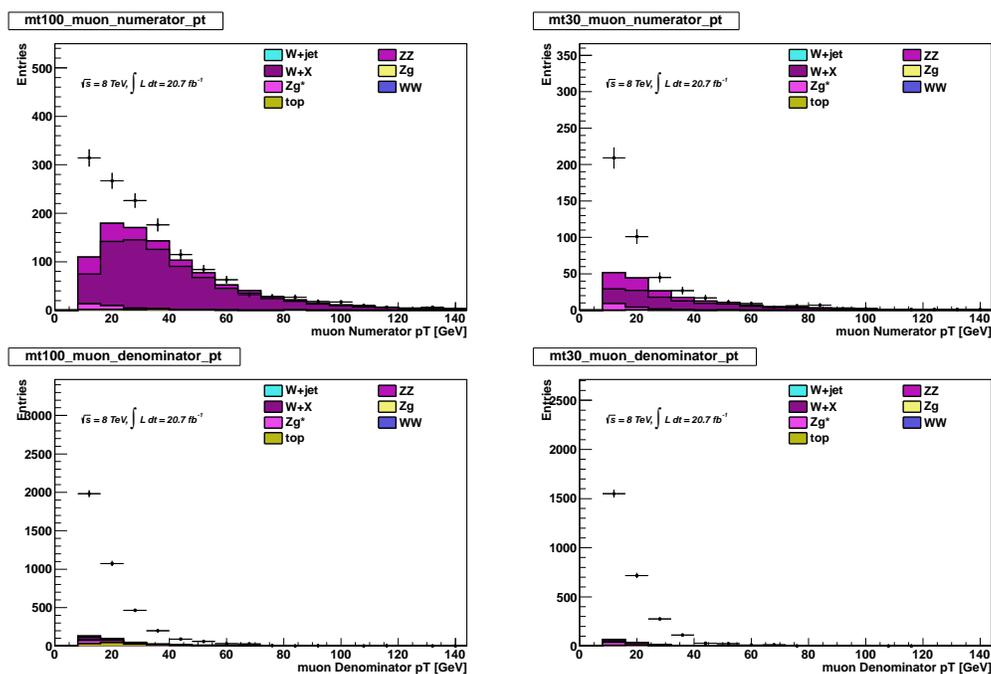 mt100_muon_numerator_pt
Entries
500
400
300
200
100
0
√s = 8 TeV, ∫ L dt = 20.7 fb⁻¹
W+jet
W+X
Zg*
top
ZZ
Zg
WW
0 20 40 60 80 100 120 140
muon Numerator pT [GeV]
mt30_muon_numerator_pt
Entries
350
300
250
200
150
100
50
0
√s = 8 TeV, ∫ L dt = 20.7 fb⁻¹
W+jet
W+X
Zg*
top
ZZ
Zg
WW
0 20 40 60 80 100 120 140
muon Numerator pT [GeV]
mt100_muon_denominator_pt
Entries
3000
2500
2000
1500
1000
500
0
√s = 8 TeV, ∫ L dt = 20.7 fb⁻¹
W+jet
W+X
Zg*
top
ZZ
Zg
WW
0 20 40 60 80 100 120 140
muon Denominator pT [GeV]
mt30_muon_denominator_pt
Entries
2500
2000
1500
1000
500
0
√s = 8 TeV, ∫ L dt = 20.7 fb⁻¹
W+jet
W+X
Zg*
top
ZZ
Zg
WW
0 20 40 60 80 100 120 140
muon Denominator pT [GeV]